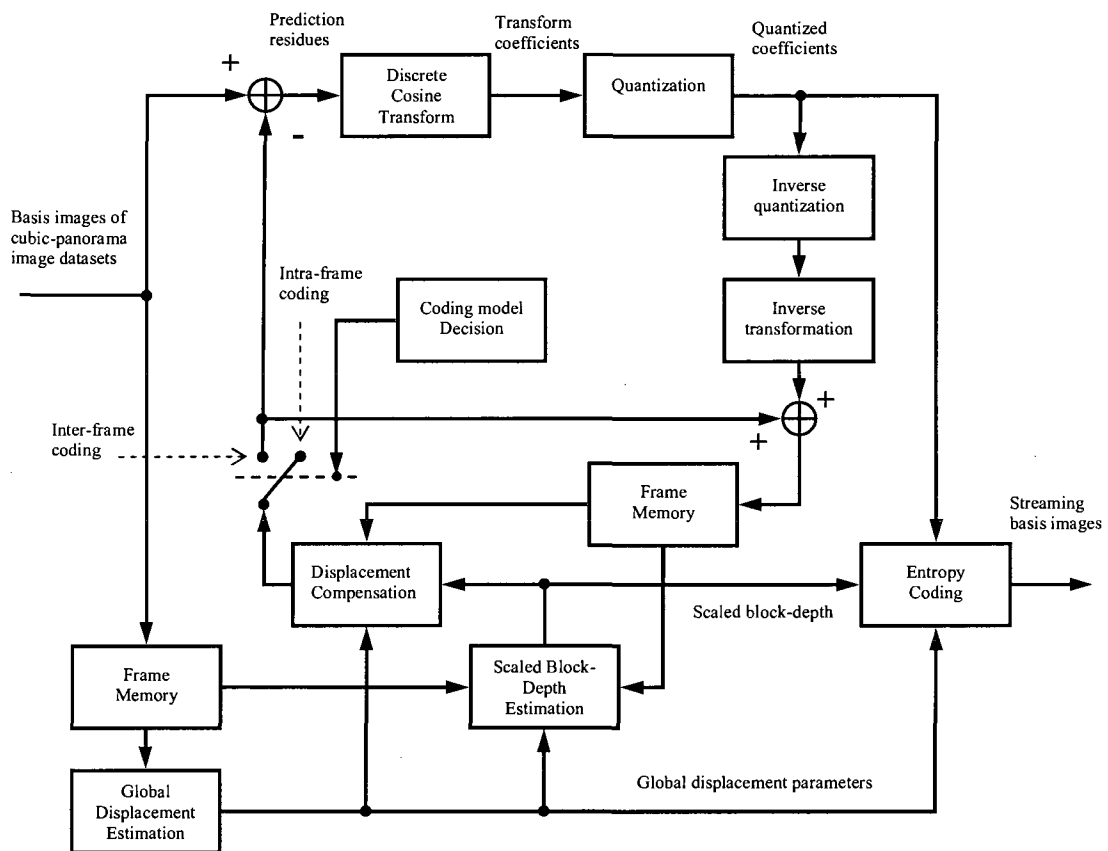 Prediction
residues
Transform
coefficients
Quantized
coefficients
+
Discrete
Cosine
Transform
Quantization
-
Inverse
quantization
Basis images of
cubic-panorama
image datasets
Intra-frame
coding
Coding model
Decision
Inverse
transformation
+
+
Inter-frame
coding
Frame
Memory
Streaming
basis images
Displacement
Compensation
Entropy
Coding
Scaled block-depth
Frame
Memory
Scaled Block-
Depth
Estimation
Global displacement parameters
Global
Displacement
Estimation